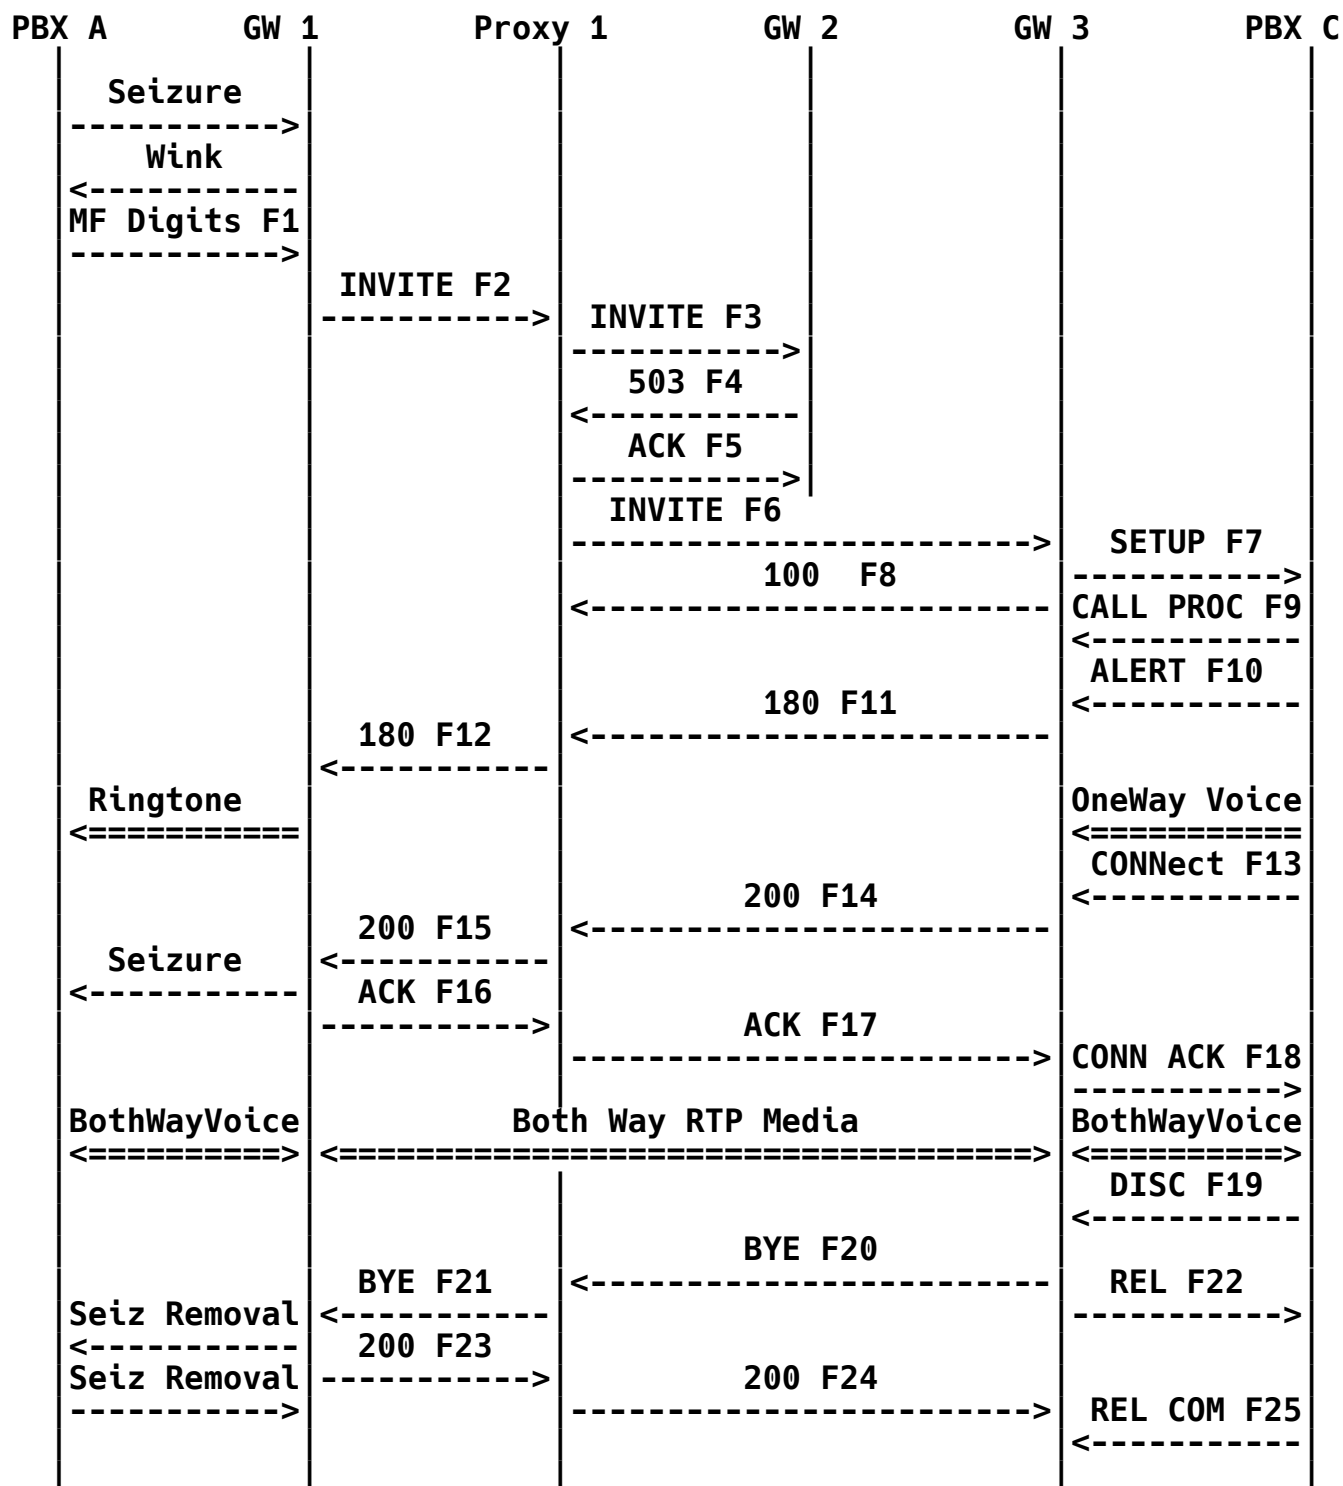 PBX A GW 1 Proxy 1 GW 2 GW 3 PBX C
Seizure
Wink
MF Digits F1
INVITE F2
INVITE F3
503 F4
ACK F5
INVITE F6
SETUP F7
100 F8
CALL PROC F9
ALERT F10
180 F11
180 F12
Ringtone OneWay Voice
CONNect F13
200 F14
200 F15
Seizure
ACK F16
ACK F17
CONN ACK F18
BothWayVoice Both Way RTP Media BothWayVoice
DISC F19
BYE F20
BYE F21 REL F22
Seiz Removal
200 F23
Seiz Removal 200 F24
REL COM F25